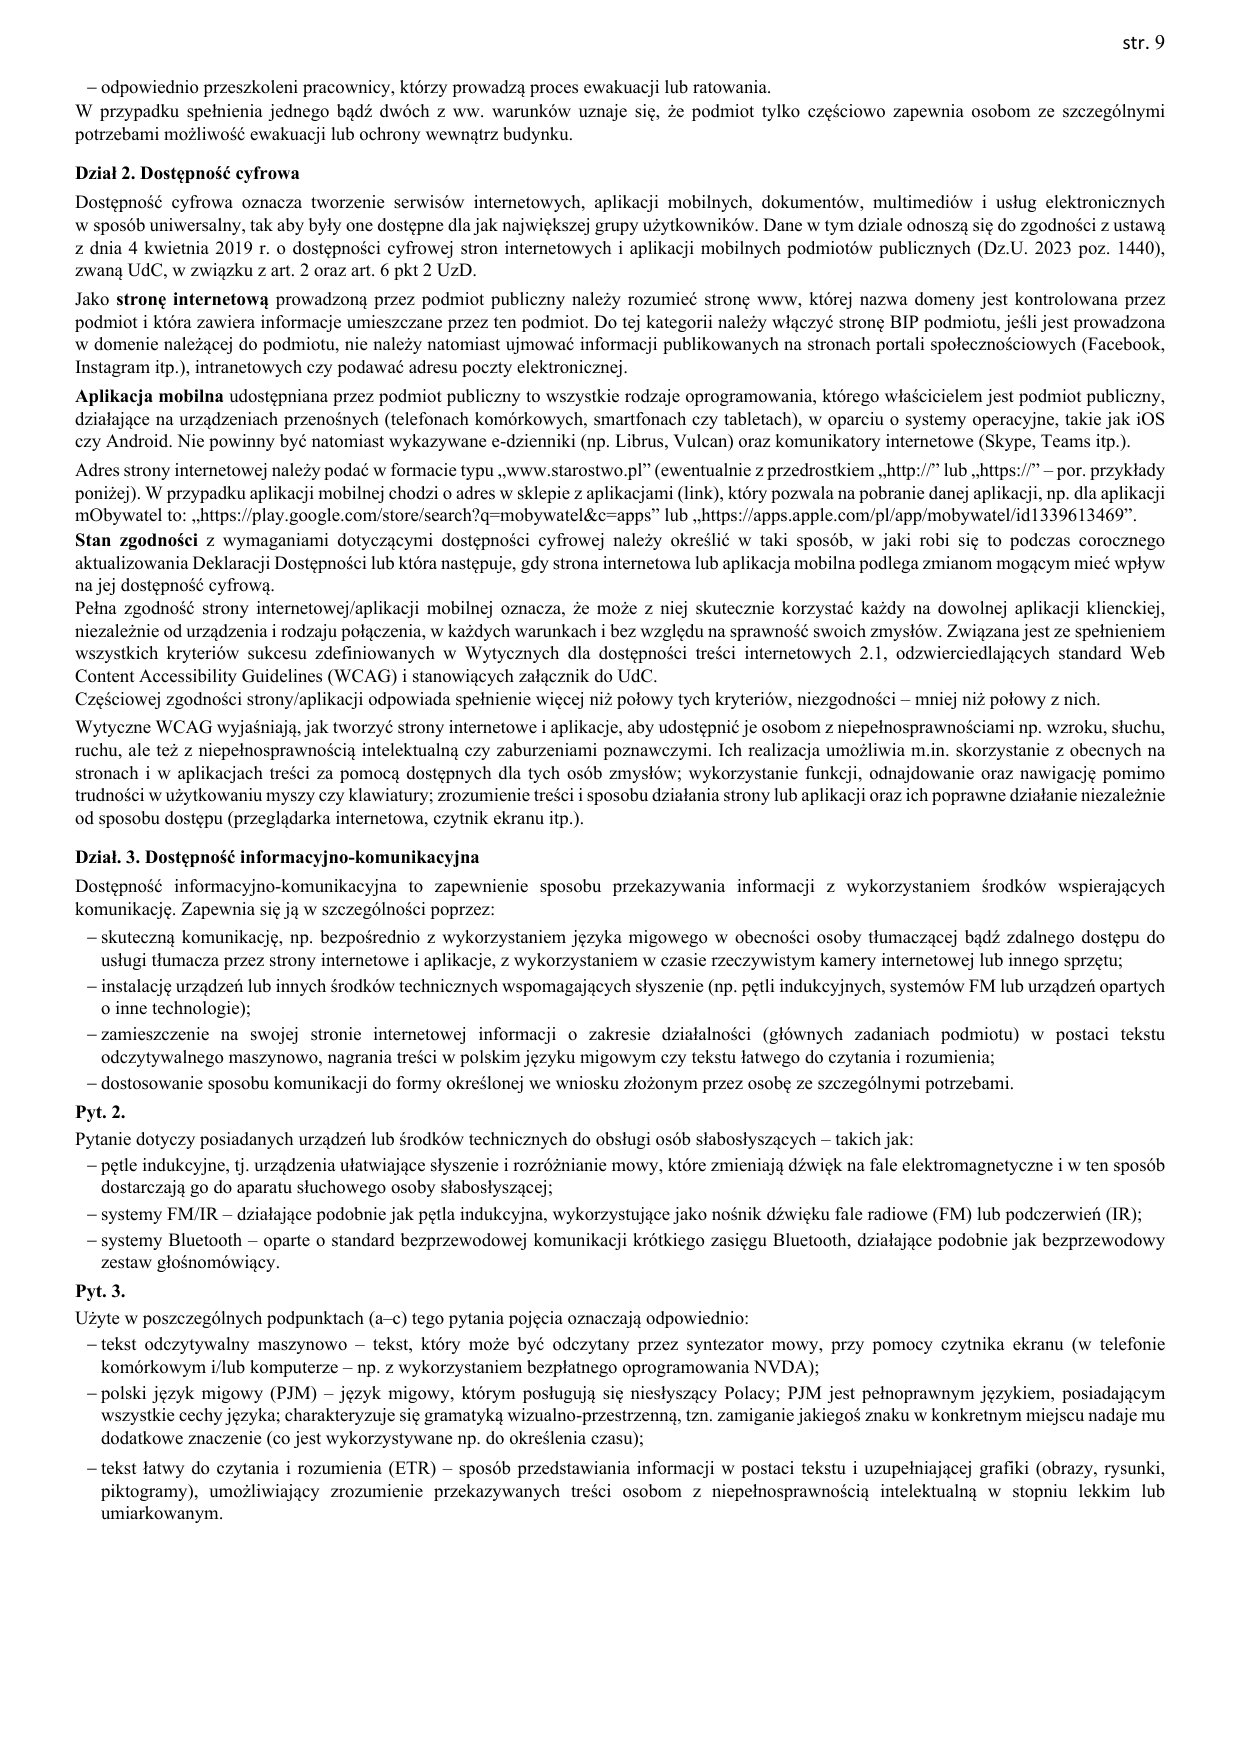 str. 9
– odpowiednio przeszkoleni pracownicy, którzy prowadzą proces ewakuacji lub ratowania.
W przypadku spełnienia jednego bądź dwóch z ww. warunków uznaje się, że podmiot tylko częściowo zapewnia osobom ze szczególnymi
potrzebami możliwość ewakuacji lub ochrony wewnątrz budynku.
Dział 2. Dostępność cyfrowa
Dostępność cyfrowa oznacza tworzenie serwisów internetowych, aplikacji mobilnych, dokumentów, multimediów i usług elektronicznych
w sposób uniwersalny, tak aby były one dostępne dla jak największej grupy użytkowników. Dane w tym dziale odnoszą się do zgodności z ustawą
z dnia 4 kwietnia 2019 r. o dostępności cyfrowej stron internetowych i aplikacji mobilnych podmiotów publicznych (Dz.U. 2023 poz. 1440),
zwaną UdC, w związku z art. 2 oraz art. 6 pkt 2 UzD.
Jako stronę internetową prowadzoną przez podmiot publiczny należy rozumieć stronę www, której nazwa domeny jest kontrolowana przez
podmiot i która zawiera informacje umieszczane przez ten podmiot. Do tej kategorii należy włączyć stronę BIP podmiotu, jeśli jest prowadzona
w domenie należącej do podmiotu, nie należy natomiast ujmować informacji publikowanych na stronach portali społecznościowych (Facebook,
Instagram itp.), intranetowych czy podawać adresu poczty elektronicznej.
Aplikacja mobilna udostępniana przez podmiot publiczny to wszystkie rodzaje oprogramowania, którego właścicielem jest podmiot publiczny,
działające na urządzeniach przenośnych (telefonach komórkowych, smartfonach czy tabletach), w oparciu o systemy operacyjne, takie jak iOS
czy Android. Nie powinny być natomiast wykazywane e-dzienniki (np. Librus, Vulcan) oraz komunikatory internetowe (Skype, Teams itp.).
Adres strony internetowej należy podać w formacie typu „www.starostwo.pl” (ewentualnie z przedrostkiem „http://” lub „https://” – por. przykłady
poniżej). W przypadku aplikacji mobilnej chodzi o adres w sklepie z aplikacjami (link), który pozwala na pobranie danej aplikacji, np. dla aplikacji
mObywatel to: „https://play.google.com/store/search?q=mobywatel&c=apps” lub „https://apps.apple.com/pl/app/mobywatel/id1339613469”.
Stan zgodności z wymaganiami dotyczącymi dostępności cyfrowej należy określić w taki sposób, w jaki robi się to podczas corocznego
aktualizowania Deklaracji Dostępności lub która następuje, gdy strona internetowa lub aplikacja mobilna podlega zmianom mogącym mieć wpływ
na jej dostępność cyfrową.
Pełna zgodność strony internetowej/aplikacji mobilnej oznacza, że może z niej skutecznie korzystać każdy na dowolnej aplikacji klienckiej,
niezależnie od urządzenia i rodzaju połączenia, w każdych warunkach i bez względu na sprawność swoich zmysłów. Związana jest ze spełnieniem
wszystkich kryteriów sukcesu zdefiniowanych w Wytycznych dla dostępności treści internetowych 2.1, odzwierciedlających standard Web
Content Accessibility Guidelines (WCAG) i stanowiących załącznik do UdC.
Częściowej zgodności strony/aplikacji odpowiada spełnienie więcej niż połowy tych kryteriów, niezgodności – mniej niż połowy z nich.
Wytyczne WCAG wyjaśniają, jak tworzyć strony internetowe i aplikacje, aby udostępnić je osobom z niepełnosprawnościami np. wzroku, słuchu,
ruchu, ale też z niepełnosprawnością intelektualną czy zaburzeniami poznawczymi. Ich realizacja umożliwia m.in. skorzystanie z obecnych na
stronach i w aplikacjach treści za pomocą dostępnych dla tych osób zmysłów; wykorzystanie funkcji, odnajdowanie oraz nawigację pomimo
trudności w użytkowaniu myszy czy klawiatury; zrozumienie treści i sposobu działania strony lub aplikacji oraz ich poprawne działanie niezależnie
od sposobu dostępu (przeglądarka internetowa, czytnik ekranu itp.).
Dział. 3. Dostępność informacyjno-komunikacyjna
Dostępność informacyjno-komunikacyjna to zapewnienie sposobu przekazywania informacji z wykorzystaniem środków wspierających
komunikację. Zapewnia się ją w szczególności poprzez:
– skuteczną komunikację, np. bezpośrednio z wykorzystaniem języka migowego w obecności osoby tłumaczącej bądź zdalnego dostępu do
usługi tłumacza przez strony internetowe i aplikacje, z wykorzystaniem w czasie rzeczywistym kamery internetowej lub innego sprzętu;
– instalację urządzeń lub innych środków technicznych wspomagających słyszenie (np. pętli indukcyjnych, systemów FM lub urządzeń opartych
o inne technologie);
– zamieszczenie na swojej stronie internetowej informacji o zakresie działalności (głównych zadaniach podmiotu) w postaci tekstu
odczytywalnego maszynowo, nagrania treści w polskim języku migowym czy tekstu łatwego do czytania i rozumienia;
– dostosowanie sposobu komunikacji do formy określonej we wniosku złożonym przez osobę ze szczególnymi potrzebami.
Pyt. 2.
Pytanie dotyczy posiadanych urządzeń lub środków technicznych do obsługi osób słabosłyszących – takich jak:
– pętle indukcyjne, tj. urządzenia ułatwiające słyszenie i rozróżnianie mowy, które zmieniają dźwięk na fale elektromagnetyczne i w ten sposób
dostarczają go do aparatu słuchowego osoby słabosłyszącej;
– systemy FM/IR – działające podobnie jak pętla indukcyjna, wykorzystujące jako nośnik dźwięku fale radiowe (FM) lub podczerwień (IR);
– systemy Bluetooth – oparte o standard bezprzewodowej komunikacji krótkiego zasięgu Bluetooth, działające podobnie jak bezprzewodowy
zestaw głośnomówiący.
Pyt. 3.
Użyte w poszczególnych podpunktach (a–c) tego pytania pojęcia oznaczają odpowiednio:
– tekst odczytywalny maszynowo – tekst, który może być odczytany przez syntezator mowy, przy pomocy czytnika ekranu (w telefonie
komórkowym i/lub komputerze – np. z wykorzystaniem bezpłatnego oprogramowania NVDA);
– polski język migowy (PJM) – język migowy, którym posługują się niesłyszący Polacy; PJM jest pełnoprawnym językiem, posiadającym
wszystkie cechy języka; charakteryzuje się gramatyką wizualno-przestrzenną, tzn. zamiganie jakiegoś znaku w konkretnym miejscu nadaje mu
dodatkowe znaczenie (co jest wykorzystywane np. do określenia czasu);
– tekst łatwy do czytania i rozumienia (ETR) – sposób przedstawiania informacji w postaci tekstu i uzupełniającej grafiki (obrazy, rysunki,
piktogramy), umożliwiający zrozumienie przekazywanych treści osobom z niepełnosprawnością intelektualną w stopniu lekkim lub
umiarkowanym.